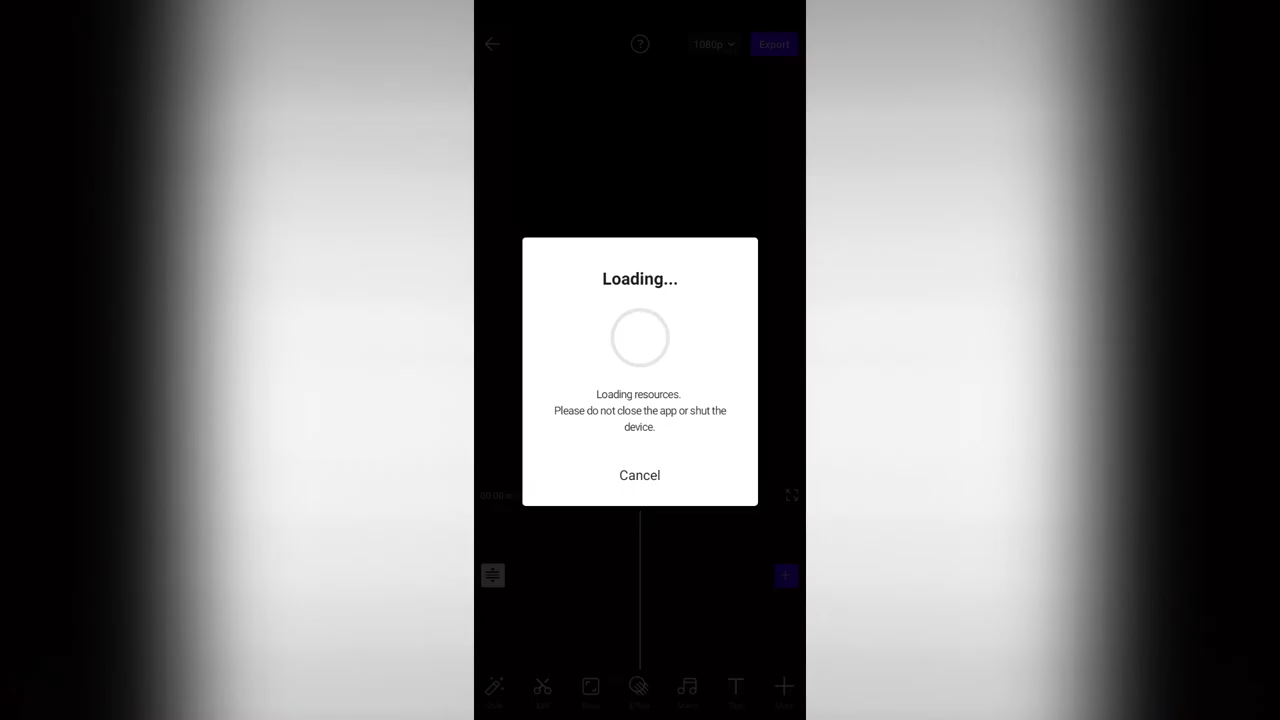 ?
1080p
Export
Loading...
Loading resources.
Please do not close the app or shut the
device.
Cancel